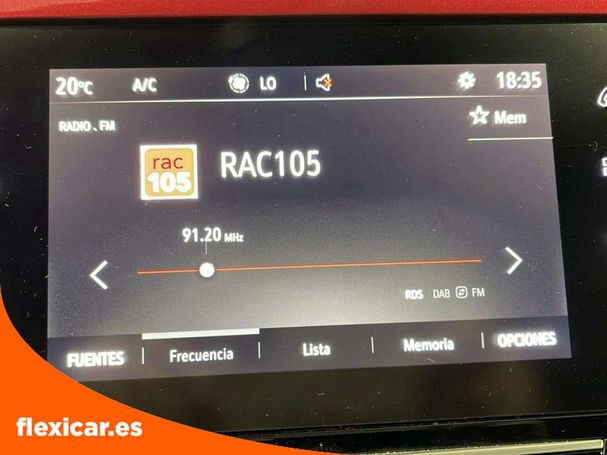 20°C A/C LO 18:35
RADIO.FM
Mem
rac
105
RAC105
91.20 MHz
RDS DAB FM
FUENTES Frecuencia Lista Memoria OPCIONES
flexicar.es